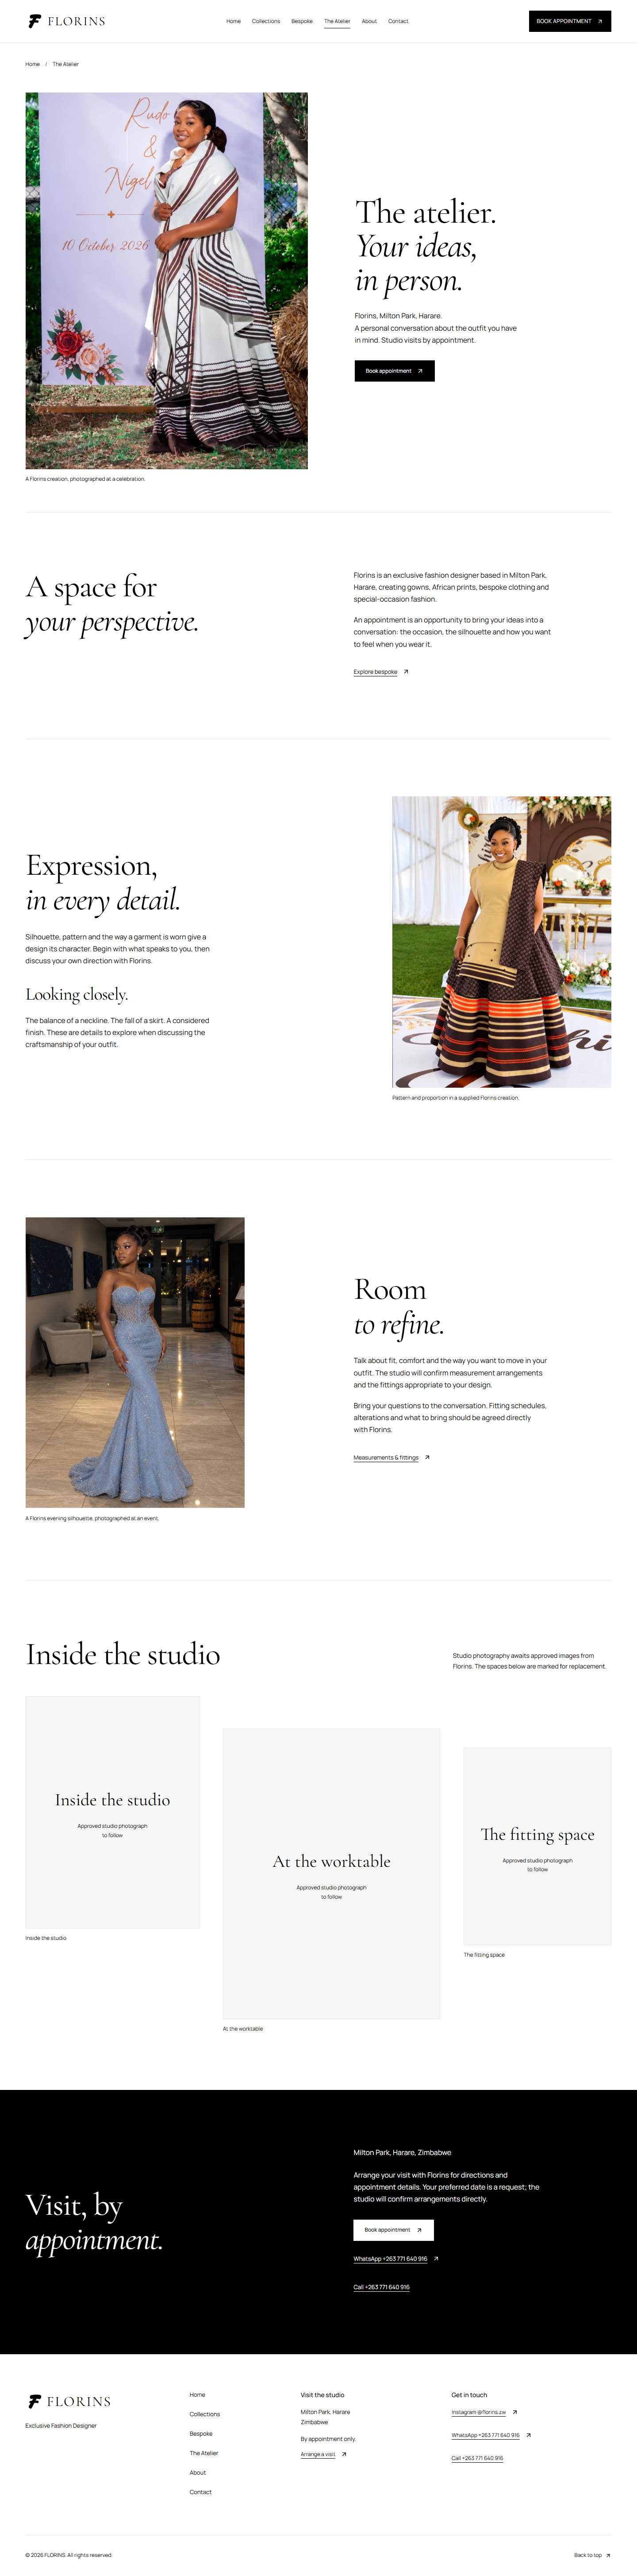 FLORINS
Home
Collections
Bespoke
The Atelier
About
Contact
BOOK APPOINTMENT
Home / The Atelier
Rudo
&
Nigel
10 October 2026
The atelier.
Your ideas,
in person.
Florins, Milton Park, Harare.
A personal conversation about the outfit you have
in mind. Studio visits by appointment.
Book appointment
A Florins creation, photographed at a celebration.
A space for
your perspective.
Florins is an exclusive fashion designer based in Milton Park,
Harare, creating gowns, African prints, bespoke clothing and
special-occasion fashion.
An appointment is an opportunity to bring your ideas into a
conversation: the occasion, the silhouette and how you want
to feel when you wear it.
Explore bespoke
Expression,
in every detail.
Silhouette, pattern and the way a garment is worn give a
design its character. Begin with what speaks to you, then
discuss your own direction with Florins.
Looking closely.
The balance of a neckline. The fall of a skirt. A considered
finish. These are details to explore when discussing the
craftsmanship of your outfit.
Pattern and proportion in a supplied Florins creation.
Room
to refine.
Talk about fit, comfort and the way you want to move in your
outfit. The studio will confirm measurement arrangements
and the fittings appropriate to your design.
Bring your questions to the conversation. Fitting schedules,
alterations and what to bring should be agreed directly
with Florins.
Measurements & fittings
A Florins evening silhouette, photographed at an event.
Inside the studio
Studio photography awaits approved images from
Florins. The spaces below are marked for replacement.
Inside the studio
Approved studio photograph
to follow
Inside the studio
At the worktable
Approved studio photograph
to follow
At the worktable
The fitting space
Approved studio photograph
to follow
The fitting space
Visit, by
appointment.
Milton Park, Harare, Zimbabwe
Arrange your visit with Florins for directions and
appointment details. Your preferred date is a request; the
studio will confirm arrangements directly.
Book appointment
WhatsApp +263 771 640 916
Call +263 771 640 916
FLORINS
Exclusive Fashion Designer
Home
Collections
Bespoke
The Atelier
About
Contact
Visit the studio
Milton Park, Harare
Zimbabwe
By appointment only.
Arrange a visit
Get in touch
Instagram @florins.zw
WhatsApp +263 771 640 916
Call +263 771 640 916
© 2026 FLORINS. All rights reserved.
Back to top